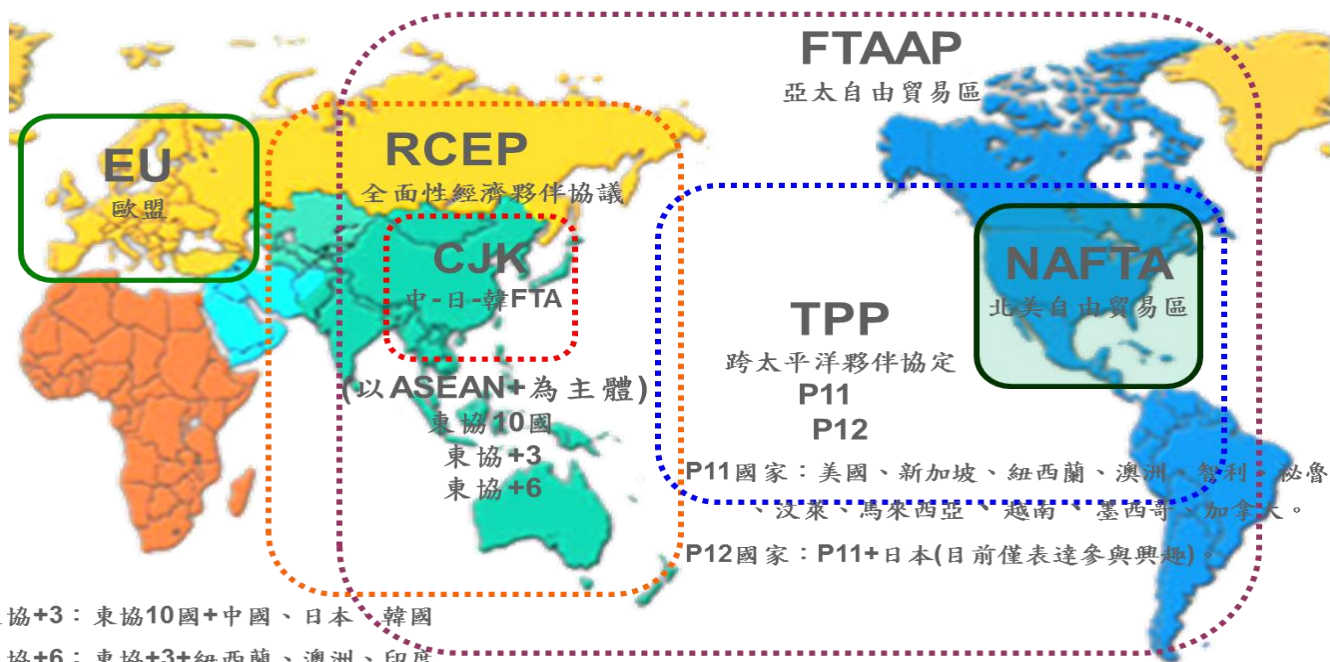 FTAAP
亞太自由貿易區
EU
歐盟
RCEP
全面性經濟夥伴協議
CJK
中-日-韓FTA
NAFTA
北美自由貿易區
TPP
跨太平洋夥伴協定
P11
P12
(以ASEAN+為主體)
東協10國
東協+3
東協+6
P11國家：美國、新加坡、紐西蘭、澳洲、智利、祕魯
、汶萊、馬來西亞、越南、墨西哥、加拿大。
P12國家：P11+日本(目前僅表達參與興趣)。
協+3：東協10國+中國、日本、韓國
協+6：東協+3+紐西蘭、澳洲、印度